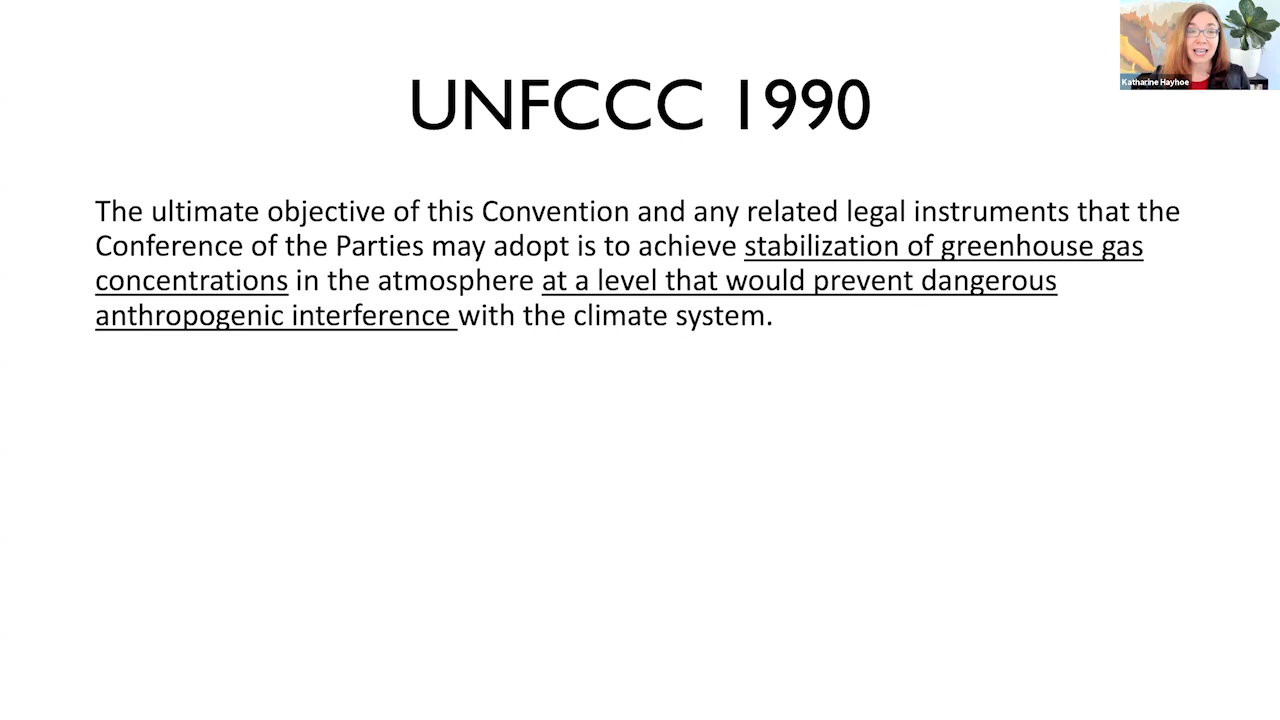 UNFCCC 1990
The ultimate objective of this Convention and any related legal instruments that the
Conference of the Parties may adopt is to achieve stabilization of greenhouse gas
concentrations in the atmosphere at a level that would prevent dangerous
anthropogenic interference with the climate system.
Katharine Hayhoe